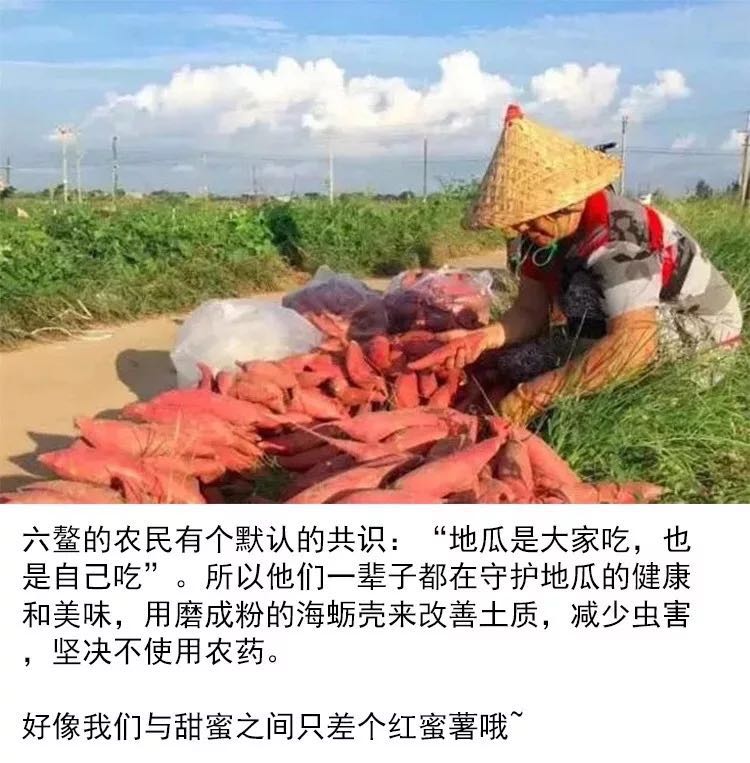 六鳌的农民有个默认的共识：“地瓜是大家吃，也
是自己吃”。所以他们一辈子都在守护地瓜的健康
和美味，用磨成粉的海蛎壳来改善土质，减少虫害
，坚决不使用农药。
好像我们与甜蜜之间只差个红蜜薯哦~